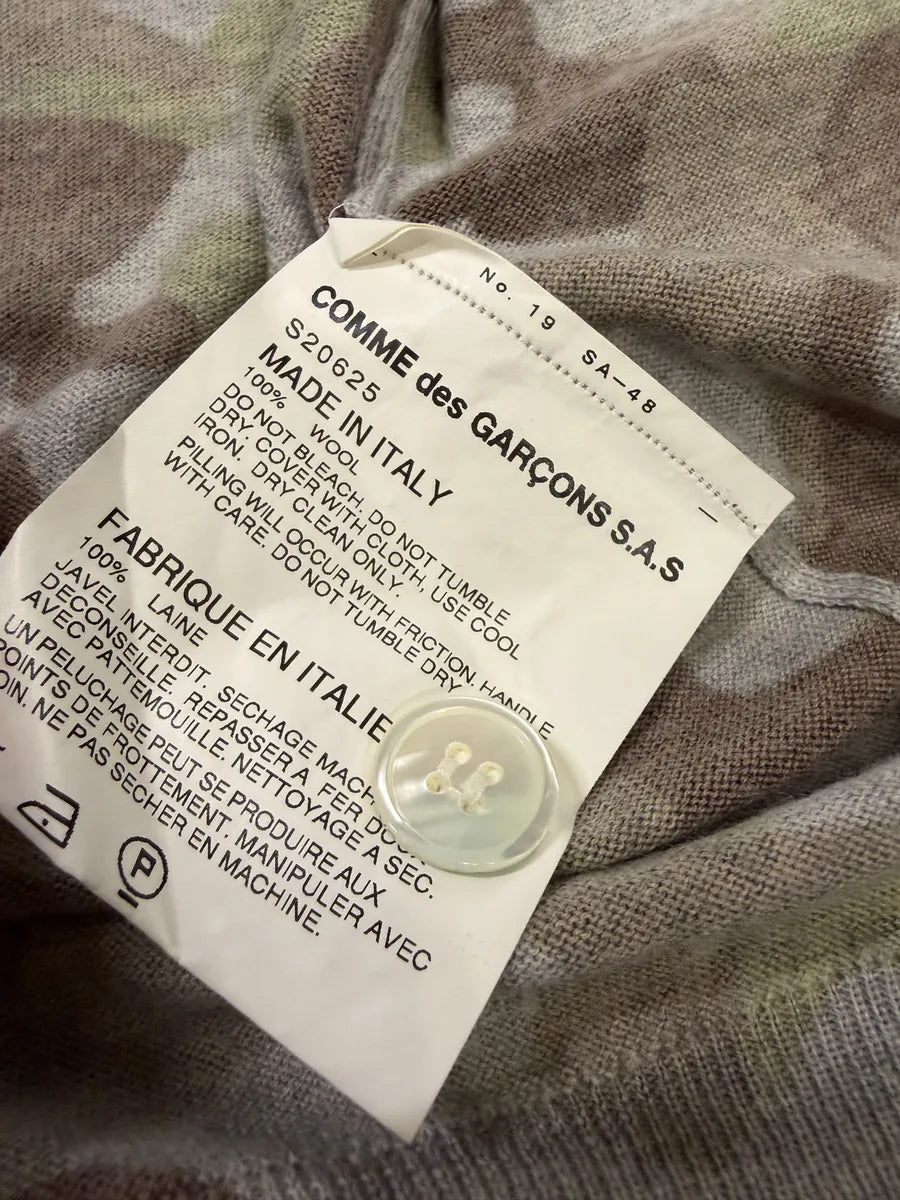 No. 19 SA-48
COMME des GARÇONS S.A.S
S20625
MADE IN ITALY
100% WOOL
DO NOT BLEACH, DO NOT TUMBLE
DRY, COVER WITH CLOTH, USE COOL
IRON, DRY CLEAN ONLY.
PILLING WILL OCCUR WITH FRICTION. HANDLE
WITH CARE. DO NOT TUMBLE DRY
FABRIQUE EN ITALIE
100% LAINE
JAVEL INTERDIT, SECHAGE MACH
DECONSEILLE, REPASSER A FER DOUX
AVEC PATTEMOUILLE, NETTOYAGE A SEC.
UN PELUCHAGE PEUT SE PRODUIRE AUX
POINTS DE FROTTEMENT. MANIPULER AVEC
OIN. NE PAS SECHER EN MACHINE.
P